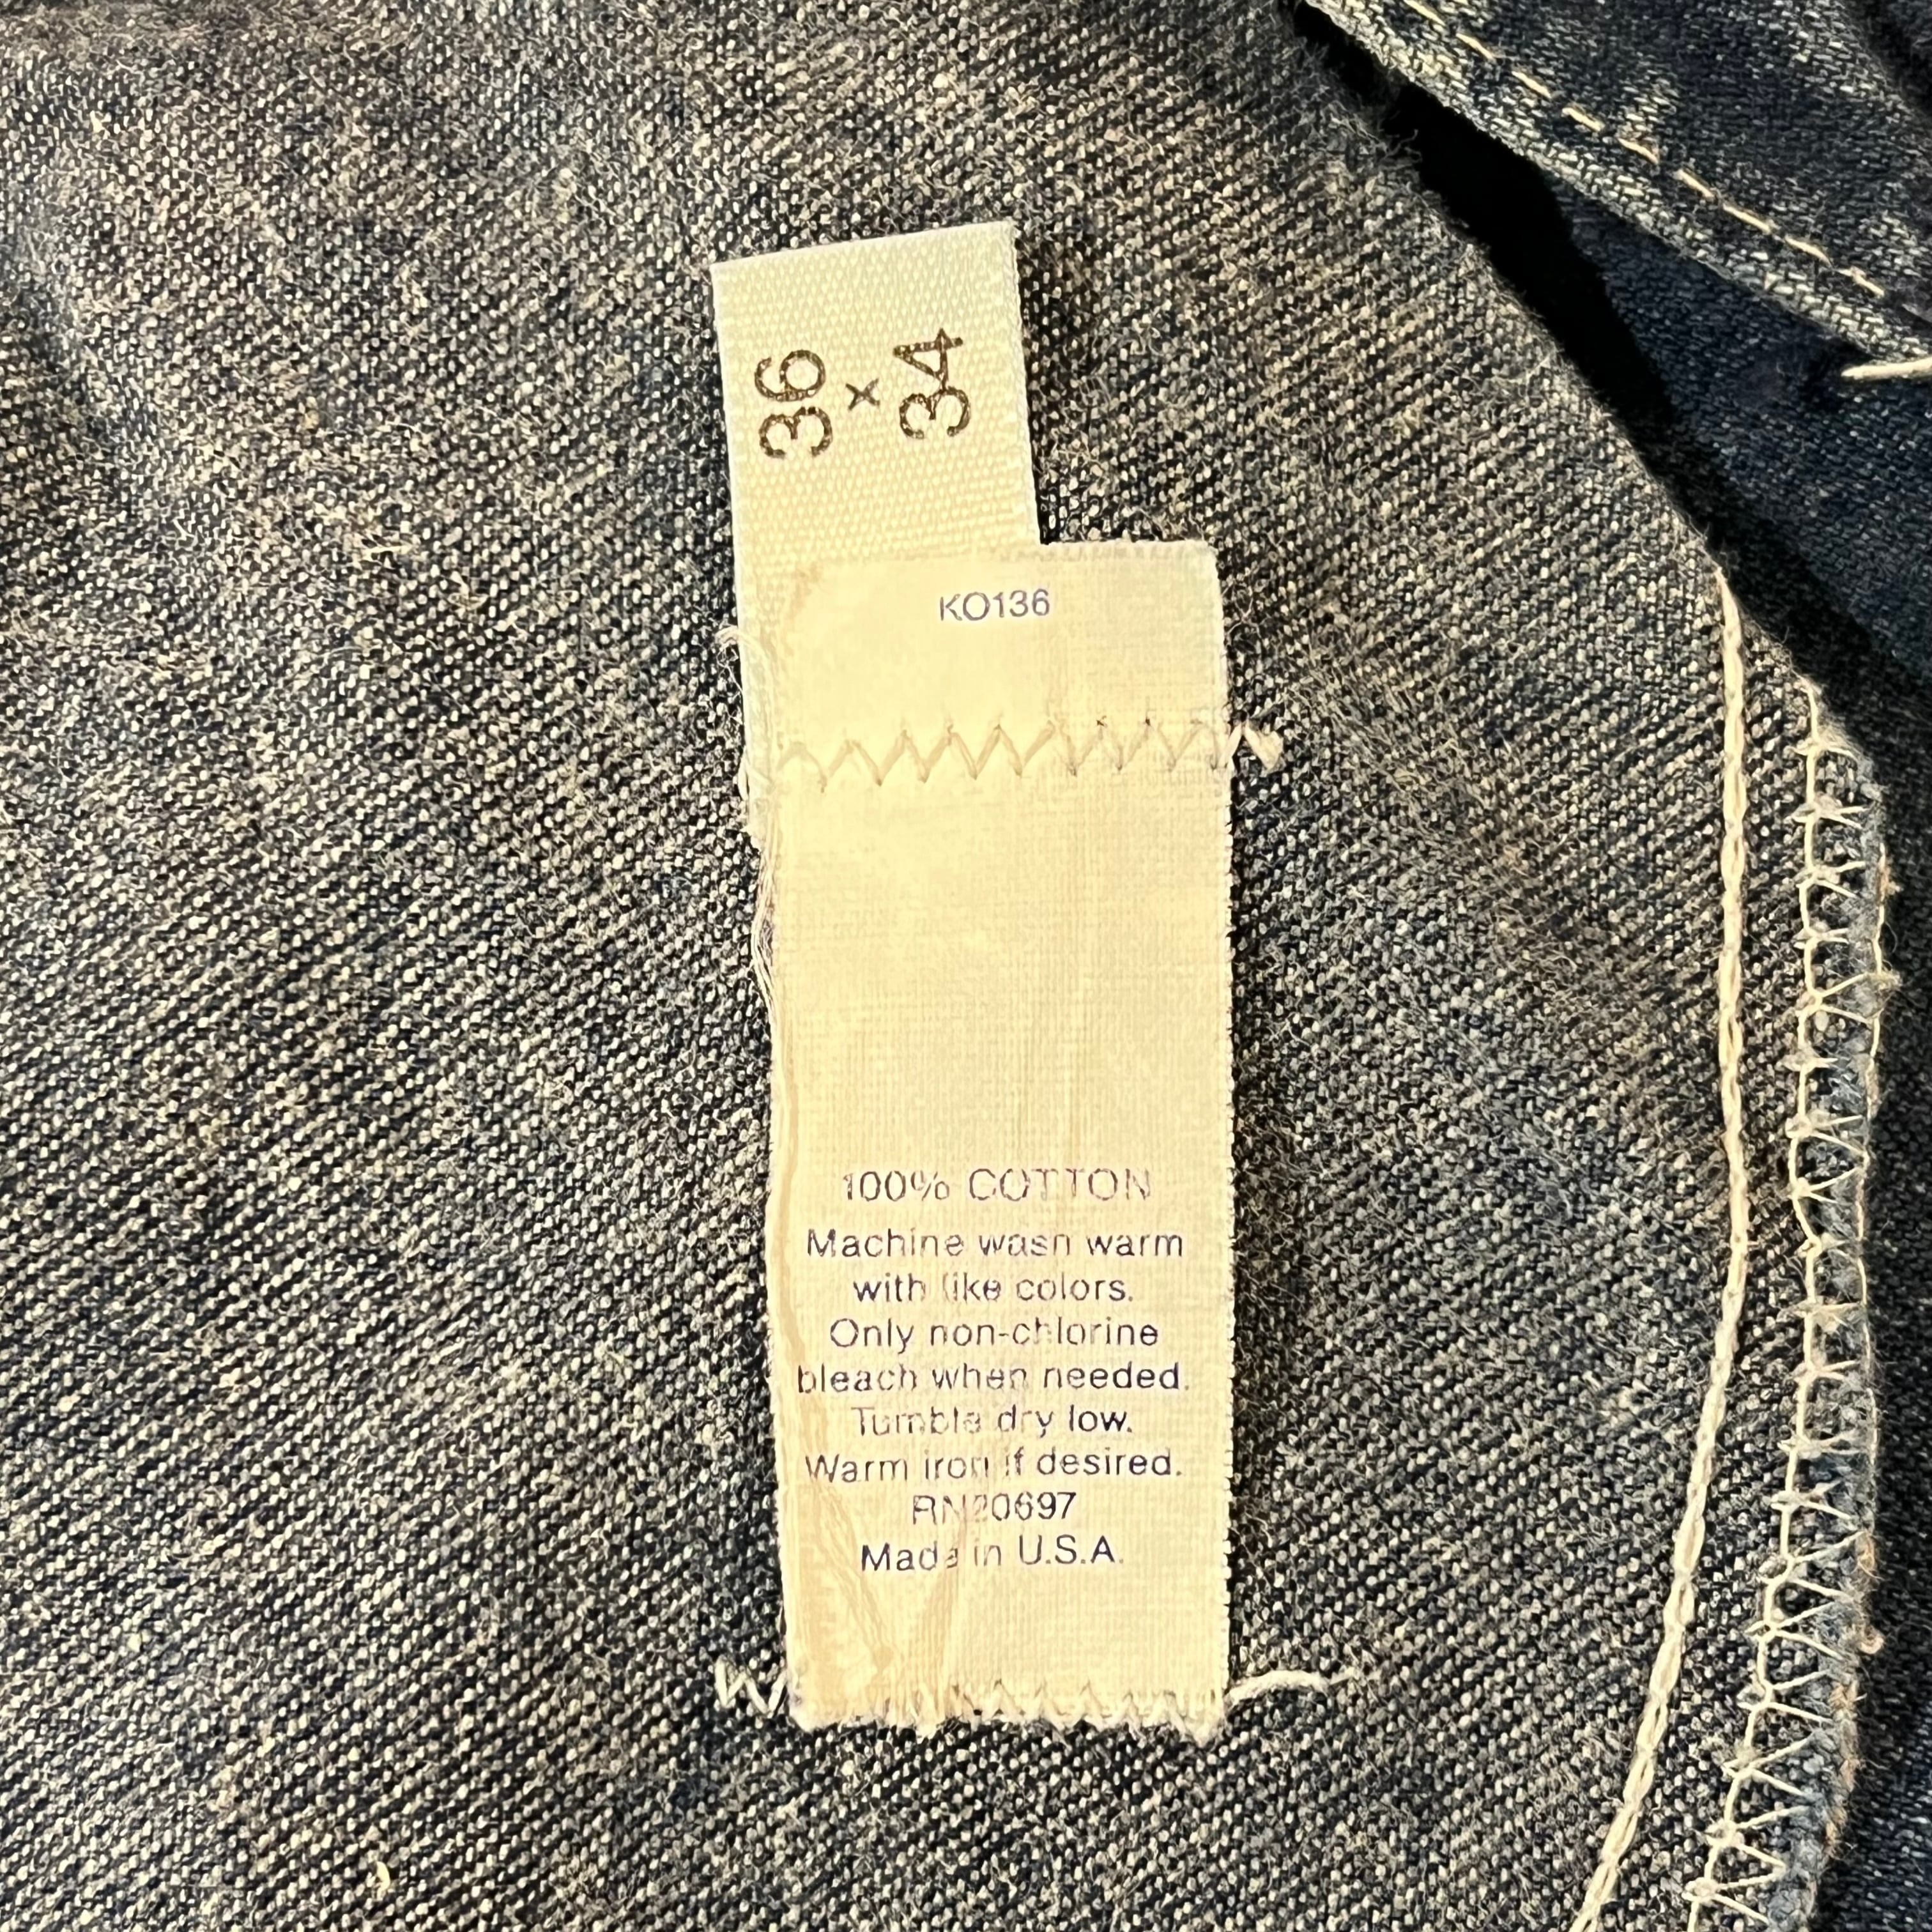 36
x
34
KO136
100% COTTON
Machine wash warm
with like colors.
Only non-chlorine
bleach when needed.
Tumble dry low.
Warm iron if desired.
RN20697
Made in U.S.A.